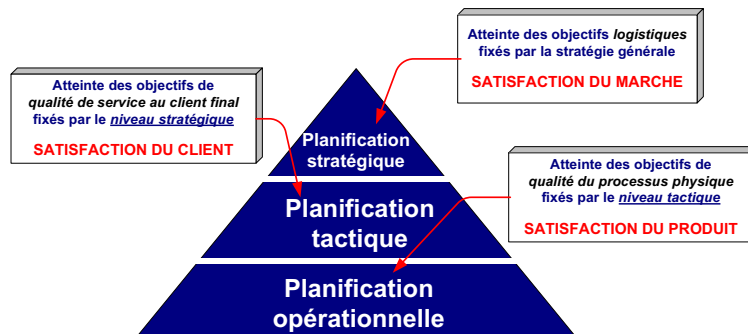 Atteinte des objectifs logistiques
fixés par la stratégie générale
SATISFACTION DU MARCHE
Atteinte des objectifs de
qualité de service au client final
fixés par le niveau stratégique
SATISFACTION DU CLIENT
Planification
stratégique
Atteinte des objectifs de
qualité du processus physique
fixés par le niveau tactique
SATISFACTION DU PRODUIT
Planification
tactique
Planification
opérationnelle